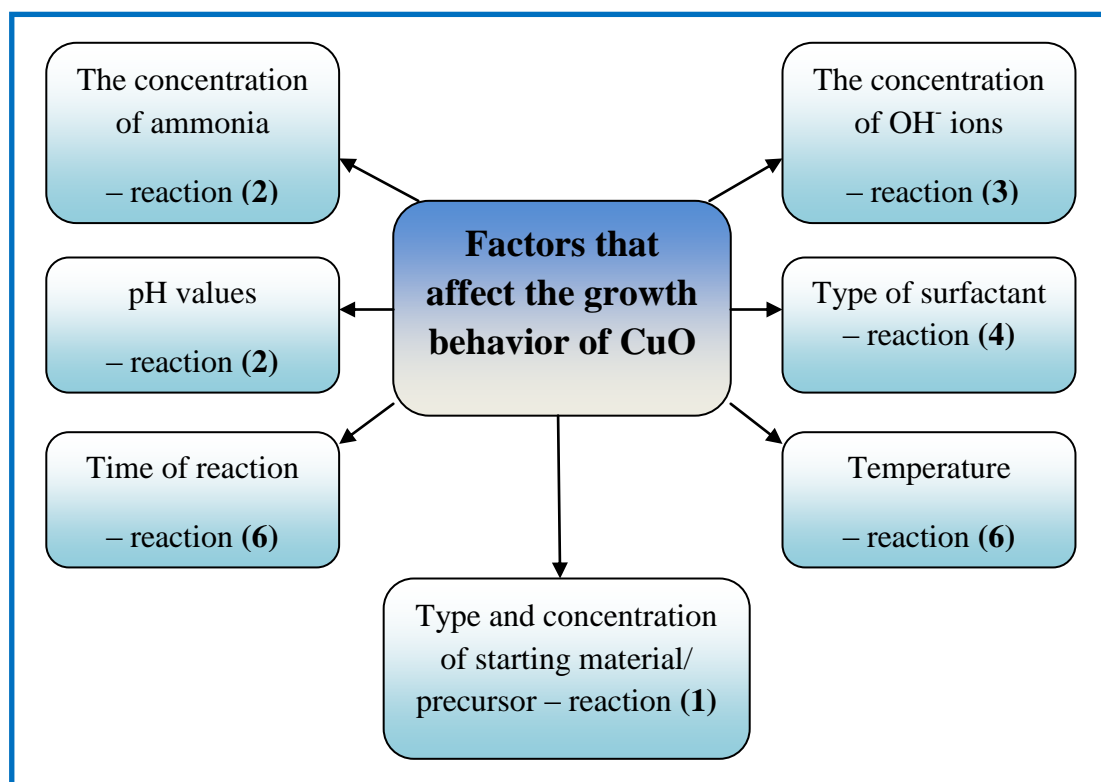 The concentration
of ammonia
– reaction (2)
The concentration
of OH⁻ ions
– reaction (3)
Factors that
affect the growth
behavior of CuO
pH values
– reaction (2)
Type of surfactant
– reaction (4)
Time of reaction
– reaction (6)
Temperature
– reaction (6)
Type and concentration
of starting material/
precursor – reaction (1)